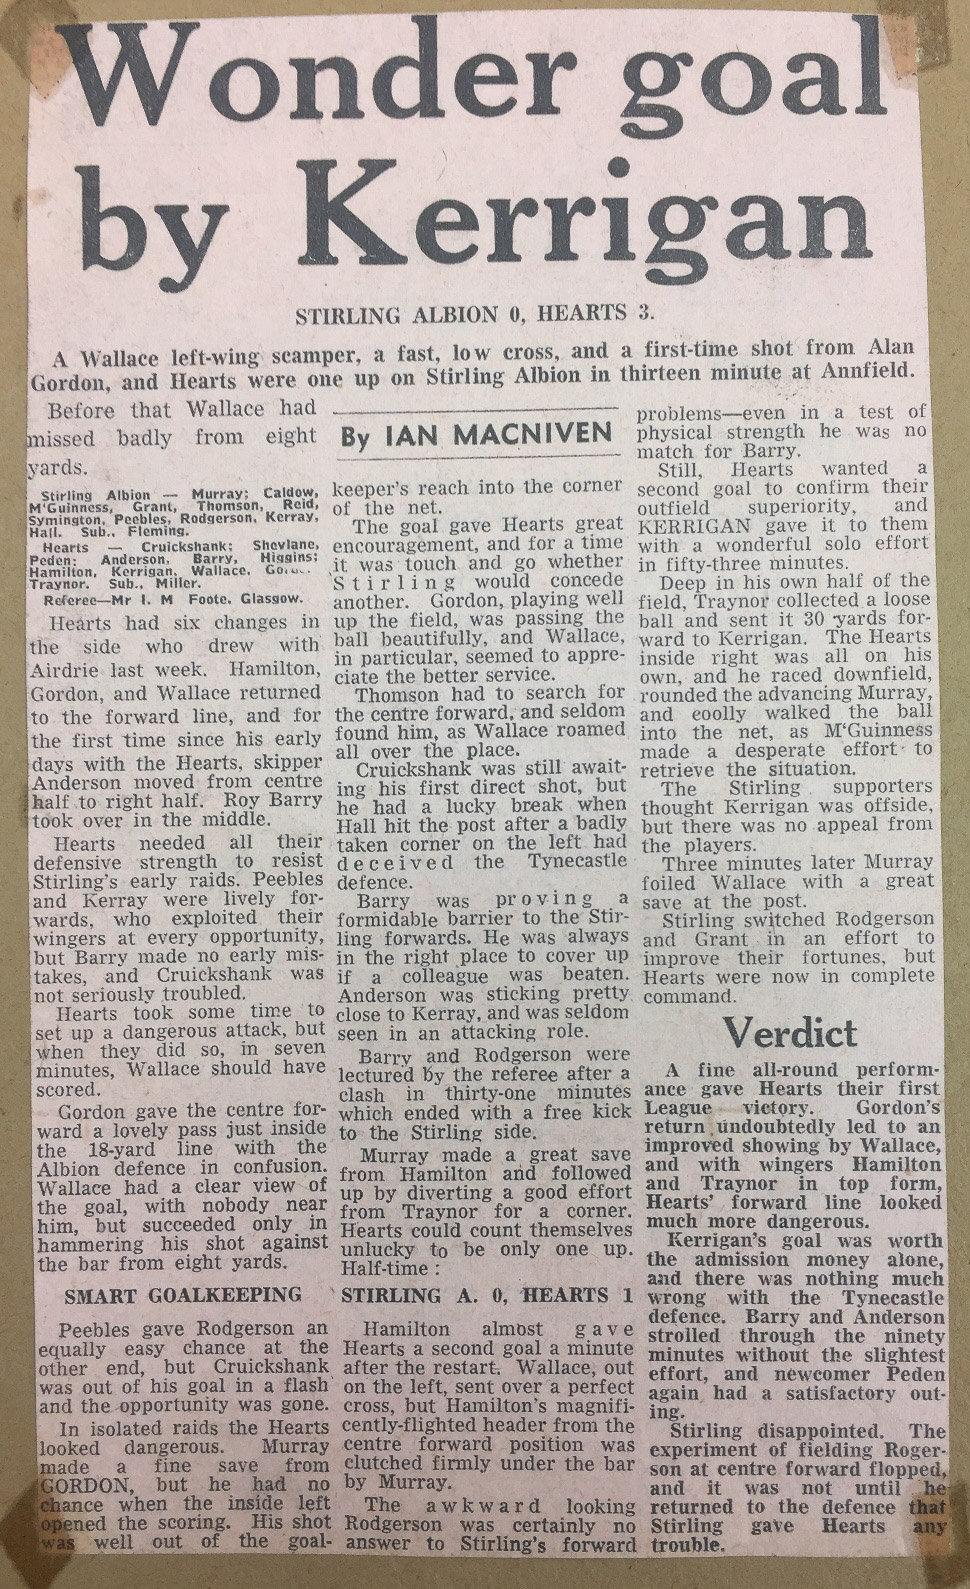 Wonder goal
by Kerrigan
STIRLING ALBION 0, HEARTS 3.
A Wallace left-wing scamper, a fast, low cross, and a first-time shot from Alan
Gordon, and Hearts were one up on Stirling Albion in thirteen minute at Annfield.
Before that Wallace had
missed badly from eight
yards.
Stirling Albion — Murray; Caldow,
M'Guinness, Grant, Thomson, Reid,
Symington, Peebles, Rodgerson, Kerray,
Hall. Sub., Fleming.
Hearts — Cruickshank; Shevlane,
Peden; Anderson, Barry, Higgins;
Hamilton, Kerrigan, Wallace.
Traynor. Sub. Miller.
Referee—Mr I. M Foote, Glasgow.
Hearts had six changes in
the side who drew with
Airdrie last week. Hamilton,
Gordon, and Wallace returned
to the forward line, and for
the first time since his early
days with the Hearts, skipper
Anderson moved from centre
half to right half. Roy Barry
took over in the middle.
Hearts needed all their
defensive strength to resist
Stirling's early raids. Peebles
and Kerray were lively for-
wards, who exploited their
wingers at every opportunity,
but Barry made no early mis-
takes, and Cruickshank was
not seriously troubled.
Hearts took some time to
set up a dangerous attack, but
when they did so, in seven
minutes, Wallace should have
scored.
Gordon gave the centre for-
ward a lovely pass just inside
the 18-yard line with the
Albion defence in confusion.
Wallace had a clear view of
the goal, with nobody near
him, but succeeded only in
hammering his shot against
the bar from eight yards.
SMART GOALKEEPING
Peebles gave Rodgerson an
equally easy chance at the
other end, but Cruickshank
was out of his goal in a flash
and the opportunity was gone.
In isolated raids the Hearts
looked dangerous. Murray
made a fine save from
GORDON, but he had no
chance when the inside left
opened the scoring. His shot
was well out of the goal-
By IAN MACNIVEN
keeper's reach into the corner
of the net.
The goal gave Hearts great
encouragement, and for a time
it was touch and go whether
Stirling would concede
another. Gordon, playing well
up the field, was passing the
ball beautifully, and Wallace,
in particular, seemed to appre-
ciate the better service.
Thomson had to search for
the centre forward, and seldom
found him, as Wallace roamed
all over the place.
Cruickshank was still await-
ing his first direct shot, but
he had a lucky break when
Hall hit the post after a badly
taken corner on the left had
deceived the Tynecastle
defence.
Barry was proving a
formidable barrier to the Stir-
ling forwards. He was always
in the right place to cover up
if a colleague was beaten.
Anderson was sticking pretty
close to Kerray, and was seldom
seen in an attacking role.
Barry and Rodgerson were
lectured by the referee after a
clash in thirty-one minutes
which ended with a free kick
to the Stirling side.
Murray made a great save
from Hamilton and followed
up by diverting a good effort
from Traynor for a corner.
Hearts could count themselves
unlucky to be only one up.
Half-time :
STIRLING A. 0, HEARTS 1
Hamilton almost gave
Hearts a second goal a minute
after the restart. Wallace, out
on the left, sent over a perfect
cross, but Hamilton's magnifi-
cently-flighted header from the
centre forward position was
clutched firmly under the bar
by Murray.
The awkward looking
Rodgerson was certainly no
answer to Stirling's forward
problems—even in a test of
physical strength he was no
match for Barry.
Still, Hearts wanted a
second goal to confirm their
outfield superiority, and
KERRIGAN gave it to them
with a wonderful solo effort
in fifty-three minutes.
Deep in his own half of the
field, Traynor collected a loose
ball and sent it 30 yards for-
ward to Kerrigan. The Hearts
inside right was all on his
own, and he raced downfield,
rounded the advancing Murray,
and coolly walked the ball
into the net, as M'Guinness
made a desperate effort to
retrieve the situation.
The Stirling supporters
thought Kerrigan was offside,
but there was no appeal from
the players.
Three minutes later Murray
foiled Wallace with a great
save at the post.
Stirling switched Rodgerson
and Grant in an effort to
improve their fortunes, but
Hearts were now in complete
command.
Verdict
A fine all-round perform-
ance gave Hearts their first
League victory. Gordon's
return undoubtedly led to an
improved showing by Wallace,
and with wingers Hamilton
and Traynor in top form,
Hearts' forward line looked
much more dangerous.
Kerrigan's goal was worth
the admission money alone,
and there was nothing much
wrong with the Tynecastle
defence. Barry and Anderson
strolled through the ninety
minutes without the slightest
effort, and newcomer Peden
again had a satisfactory out-
ing.
Stirling disappointed. The
experiment of fielding Roger-
son at centre forward flopped,
and it was not until he
returned to the defence that
Stirling gave Hearts any
trouble.